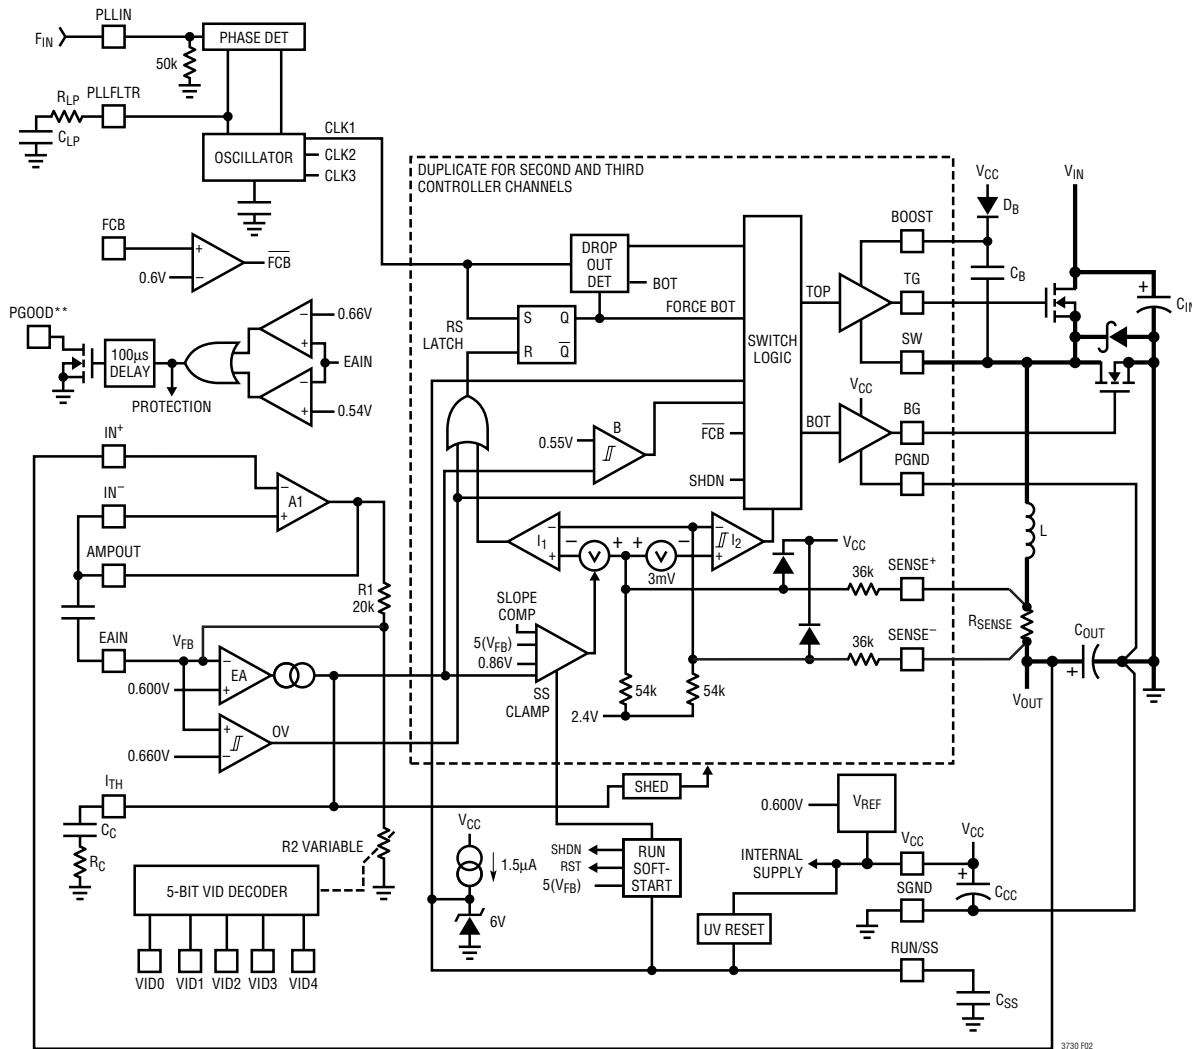 PLLIN
FIN
PHASE DET
50k
RLP
PLLFLTR
CLP
OSCILLATOR
CLK1
CLK2
CLK3
DUPLICATE FOR SECOND AND THIRD
CONTROLLER CHANNELS
FCB
0.6V
+
−
FCB
DROP
OUT
DET
BOT
VCC
DB
VIN
BOOST
CB
TG
TOP
SW
+
CIN
PGOOD**
100µs
DELAY
PROTECTION
−
+
0.66V
EAIN
−
+
0.54V
RS
LATCH
S
Q
R
Q
FORCE BOT
SWITCH
LOGIC
VCC
BOT
BG
PGND
IN+
IN−
−
+
A1
AMPOUT
R1
20k
0.55V
B
FCB
SHDN
I1
−
+
−
V
+
+
V
−
3mV
−
+
I2
VCC
36k
SENSE+
L
RSENSE
36k
SENSE−
COUT
+
VOUT
SLOPE
COMP
5(VFB)
0.86V
SS
CLAMP
54k
54k
2.4V
EAIN
VFB
−
+
EA
0.600V
+
−
OV
0.660V
ITH
CC
RC
SHED
0.600V
VREF
R2 VARIABLE
5-BIT VID DECODER
VID0
VID1
VID2
VID3
VID4
VCC
1.5µA
6V
SHDN
RST
5(VFB)
RUN
SOFT-
START
INTERNAL
SUPPLY
VCC
VCC
+
CCC
SGND
UV RESET
RUN/SS
CSS
3730 F02